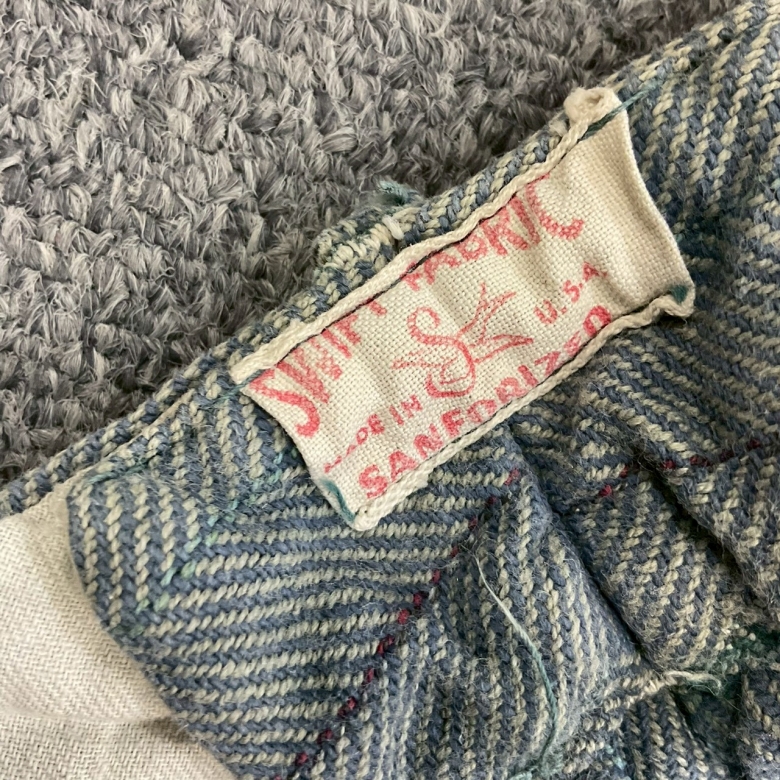 SWIFT FABRIC
S
MADE IN U.S.A.
SANFORIZED